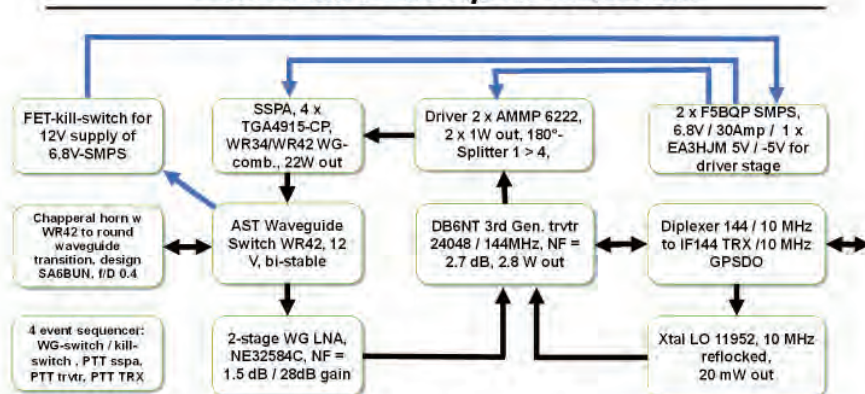 FET-kill-switch for
12V supply of
6,8V-SMPS
SSPA, 4 x
TGA4915-CP,
WR34/WR42 WG-
comb., 22W out
Driver 2 x AMMP 6222,
2 x 1W out, 180°-
Splitter 1 > 4,
2 x F5BQP SMPS,
6.8V / 30Amp / 1 x
EA3HJM 5V / -5V for
driver stage
Chapperal horn w
WR42 to round
waveguide
transition, design
SA6BUN, f/D 0.4
AST Waveguide
Switch WR42, 12
V, bi-stable
DB6NT 3rd Gen. trvtr
24048 / 144MHz, NF =
2.7 dB, 2.8 W out
Diplexer 144 / 10 MHz
to IF144 TRX /10 MHz
GPSDO
4 event sequencer:
WG-switch / kill-
switch , PTT sspa,
PTT trvtr, PTT TRX
2-stage WG LNA,
NE32584C, NF =
1.5 dB / 28dB gain
Xtal LO 11952, 10 MHz
reflocked,
20 mW out